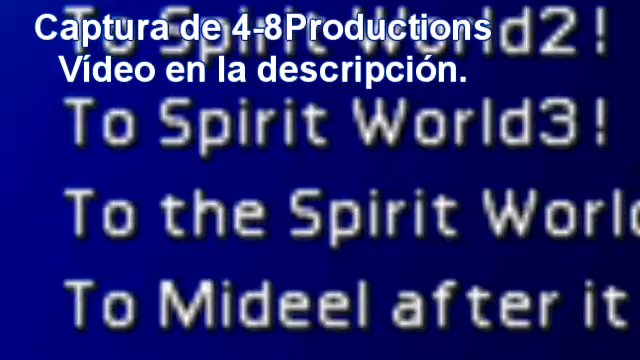 To Spirit World2!
Captura de 4-8Productions
Vídeo en la descripción.
To Spirit World3!
To the Spirit Worl
To Mideel after it